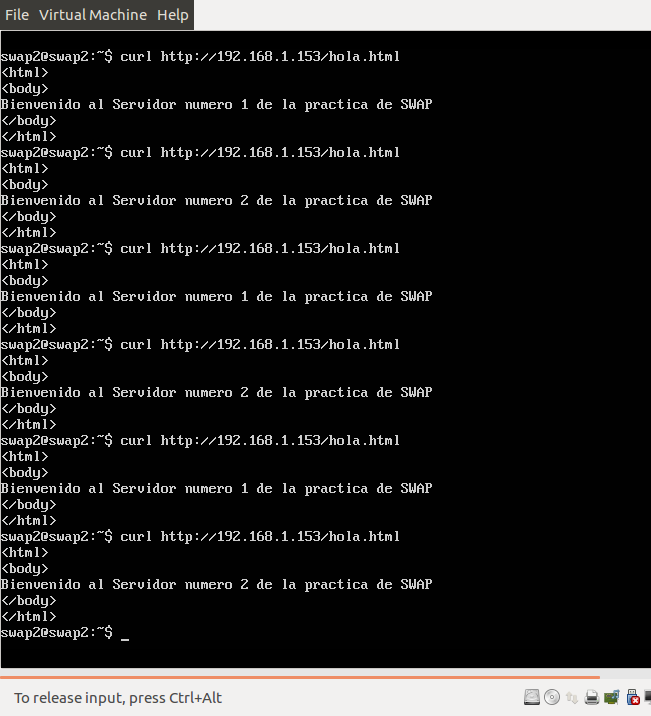 File Virtual Machine Help
swap2@swap2:~$ curl http://192.168.1.153/hola.html
<html>
<body>
Bienvenido al Servidor numero 1 de la practica de SWAP
</body>
</html>
swap2@swap2:~$ curl http://192.168.1.153/hola.html
<html>
<body>
Bienvenido al Servidor numero 2 de la practica de SWAP
</body>
</html>
swap2@swap2:~$ curl http://192.168.1.153/hola.html
<html>
<body>
Bienvenido al Servidor numero 1 de la practica de SWAP
</body>
</html>
swap2@swap2:~$ curl http://192.168.1.153/hola.html
<html>
<body>
Bienvenido al Servidor numero 2 de la practica de SWAP
</body>
</html>
swap2@swap2:~$ curl http://192.168.1.153/hola.html
<html>
<body>
Bienvenido al Servidor numero 1 de la practica de SWAP
</body>
</html>
swap2@swap2:~$ curl http://192.168.1.153/hola.html
<html>
<body>
Bienvenido al Servidor numero 2 de la practica de SWAP
</body>
</html>
swap2@swap2:~$ _
To release input, press Ctrl+Alt